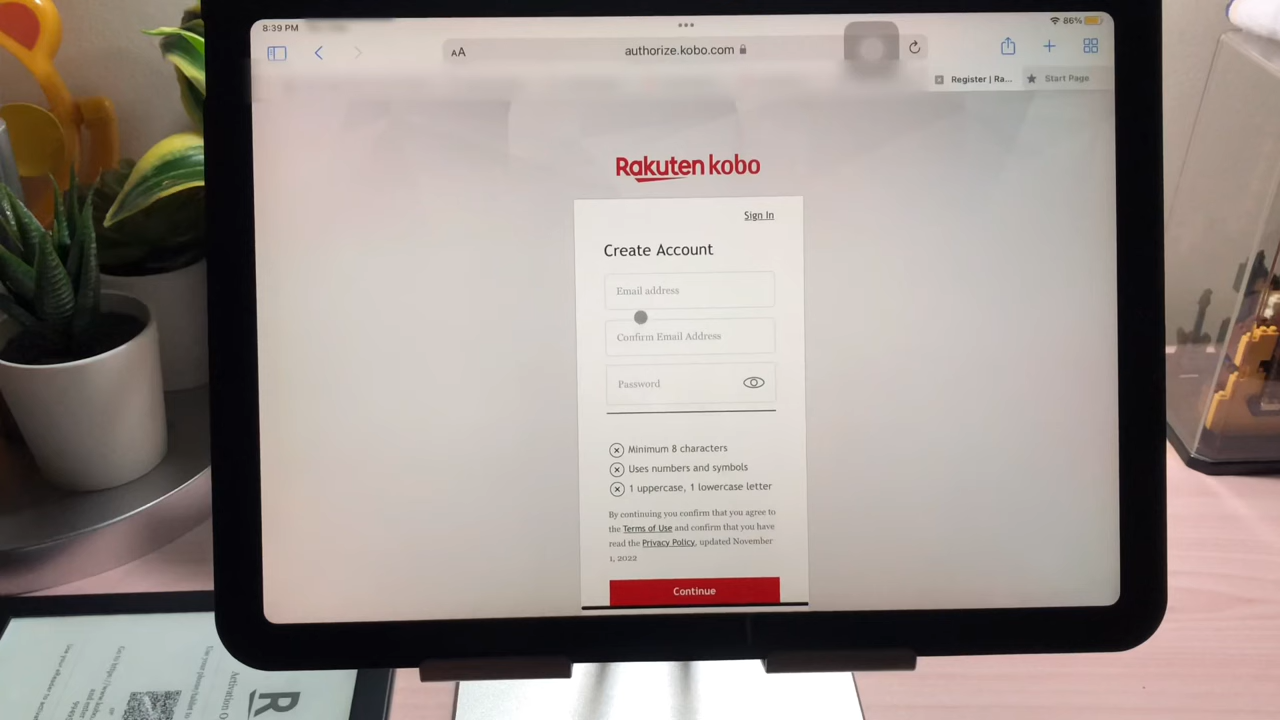 8:39 PM
86%
AA
authorize.kobo.com
Register | Ra...
Start Page
Rakuten kobo
Sign In
Create Account
Email address
Confirm Email Address
Password
Minimum 8 characters
Uses numbers and symbols
1 uppercase, 1 lowercase letter
By continuing you confirm that you agree to
the Terms of Use and confirm that you have
read the Privacy Policy, updated November
1, 2022
Continue
R